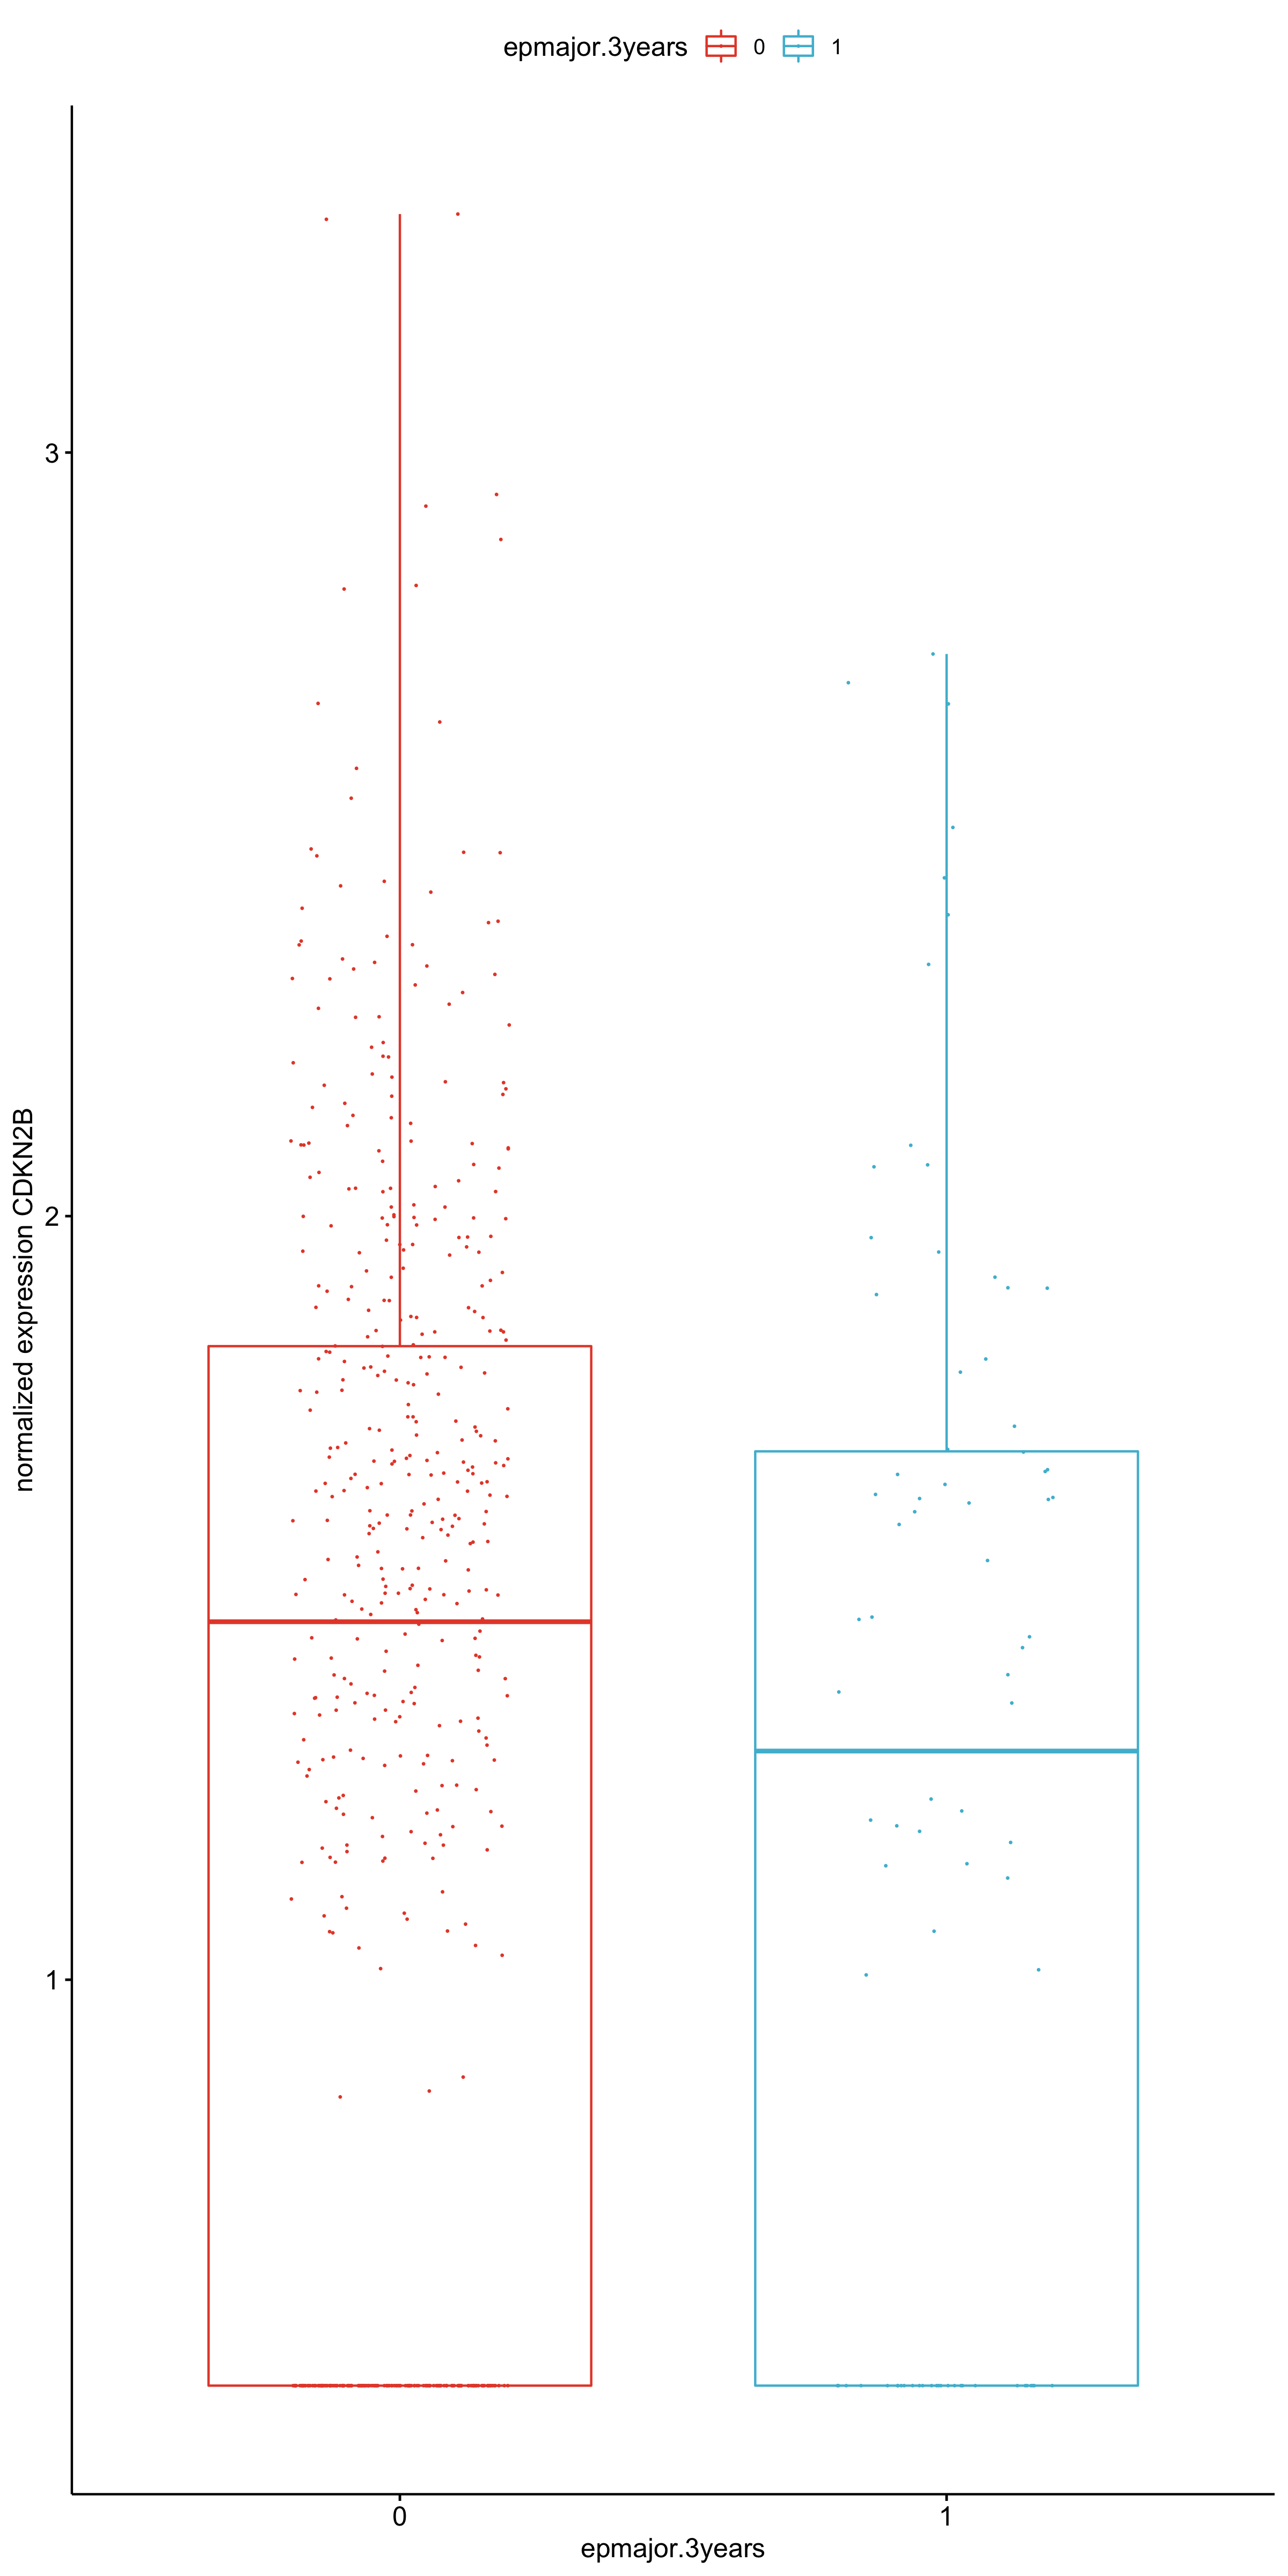 epmajor.3years 0 1
normalized expression CDKN2B
3
2
1
0 1
epmajor.3years